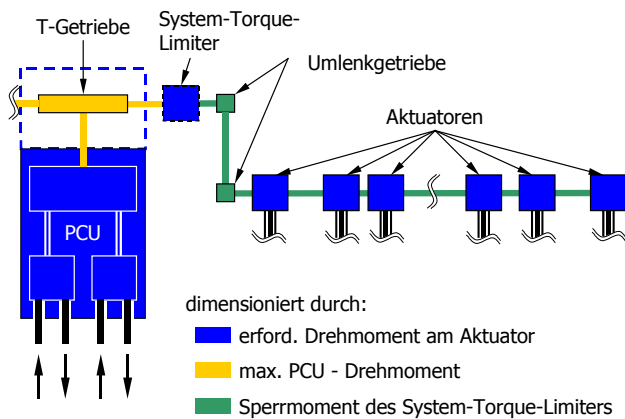 System-Torque-
Limiter
T-Getriebe
Umlenkgetriebe
Aktuatoren
PCU
dimensioniert durch:
erford. Drehmoment am Aktuator
max. PCU - Drehmoment
Sperrmoment des System-Torque-Limiters